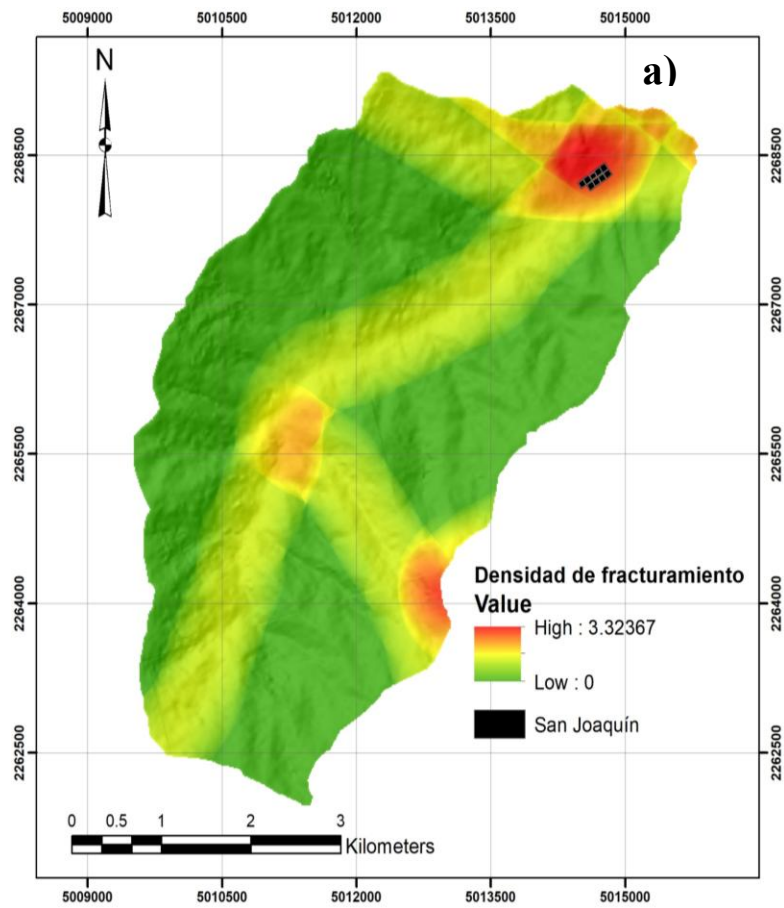 5009000 5010500 5012000 5013500 5015000
a)
N
2268500 2268500
2267000 2267000
2265500 2265500
2264000 2264000
2262500 2262500
Densidad de fracturamiento
Value
High : 3.32367
Low : 0
San Joaquín
0 0.5 1 2 3
Kilometers
5009000 5010500 5012000 5013500 5015000